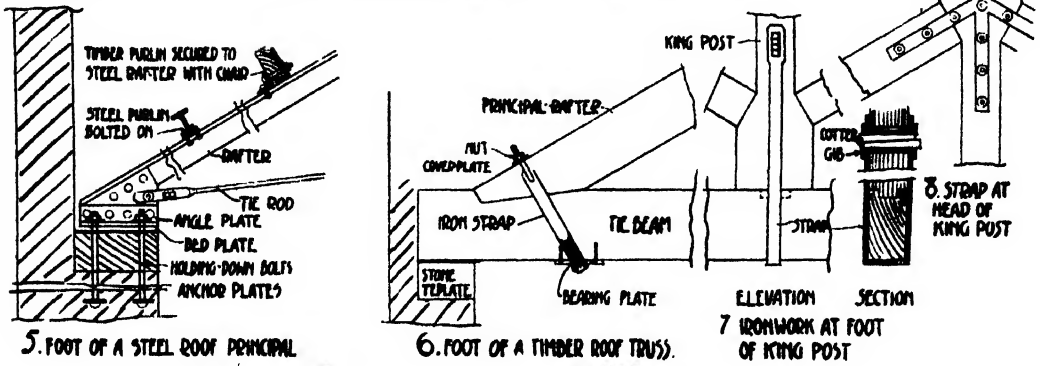 TIMBER PURLIN SECURED TO
STEEL RAFTER WITH CHAIR
STEEL PURLIN
BOLTED ON
RAFTER
TIE ROD
ANGLE PLATE
BED PLATE
HOLDING-DOWN BOLTS
ANCHOR PLATES
5. FOOT OF A STEEL ROOF PRINCIPAL
PRINCIPAL-RAFTER
NUT
COVERPLATE
IRON STRAP
TIE BEAM
STONE
TEPLATE
BEARING PLATE
6. FOOT OF A TIMBER ROOF TRUSS.
KING POST
STRAP
ELEVATION
SECTION
7 IRONWORK AT FOOT
OF KING POST
COTTER
GIB
8. STRAP AT
HEAD OF
KING POST